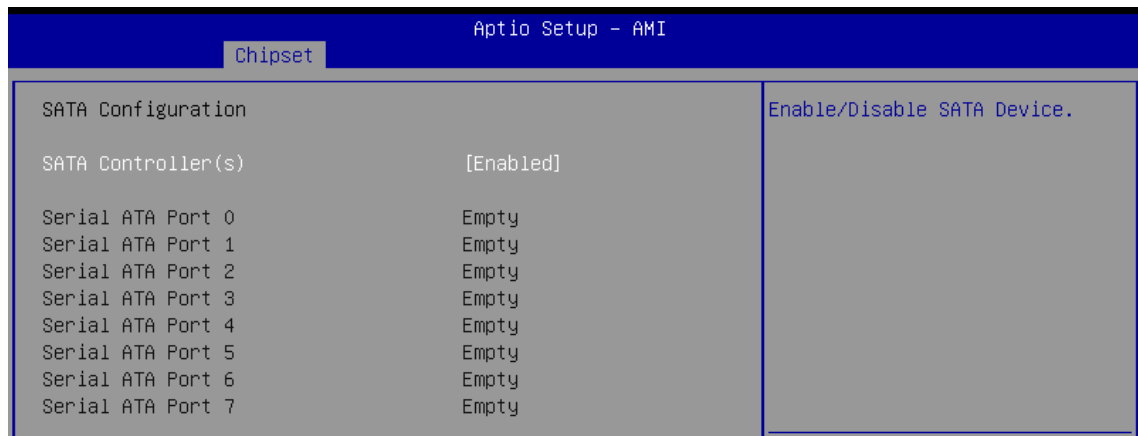 Aptio Setup – AMI
Chipset
SATA Configuration
Enable/Disable SATA Device.
SATA Controller(s) [Enabled]
Serial ATA Port 0 Empty
Serial ATA Port 1 Empty
Serial ATA Port 2 Empty
Serial ATA Port 3 Empty
Serial ATA Port 4 Empty
Serial ATA Port 5 Empty
Serial ATA Port 6 Empty
Serial ATA Port 7 Empty